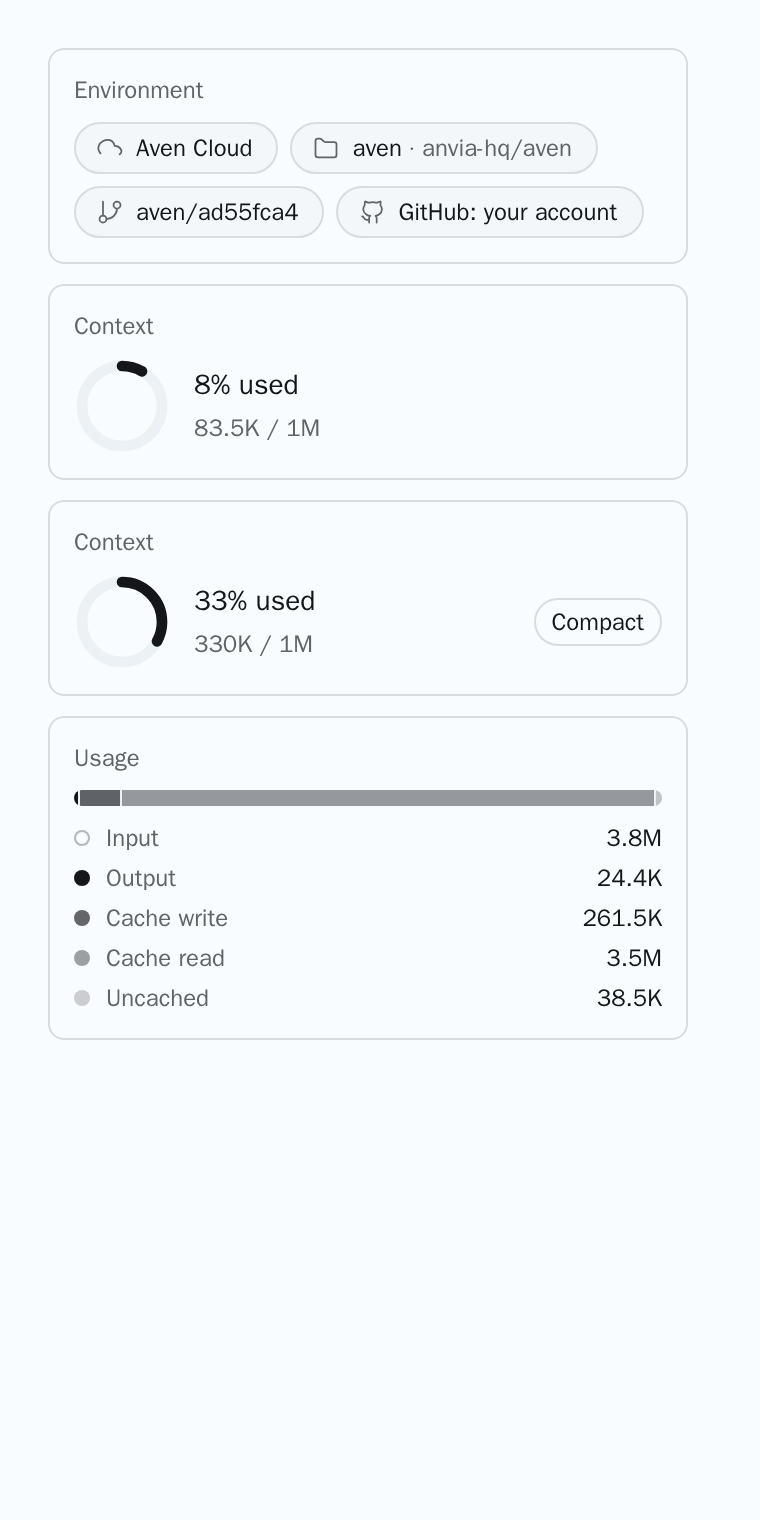 Environment
Aven Cloud
aven · anvia-hq/aven
aven/ad55fca4
GitHub: your account
Context
8% used
83.5K / 1M
Context
33% used
330K / 1M
Compact
Usage
Input 3.8M
Output 24.4K
Cache write 261.5K
Cache read 3.5M
Uncached 38.5K